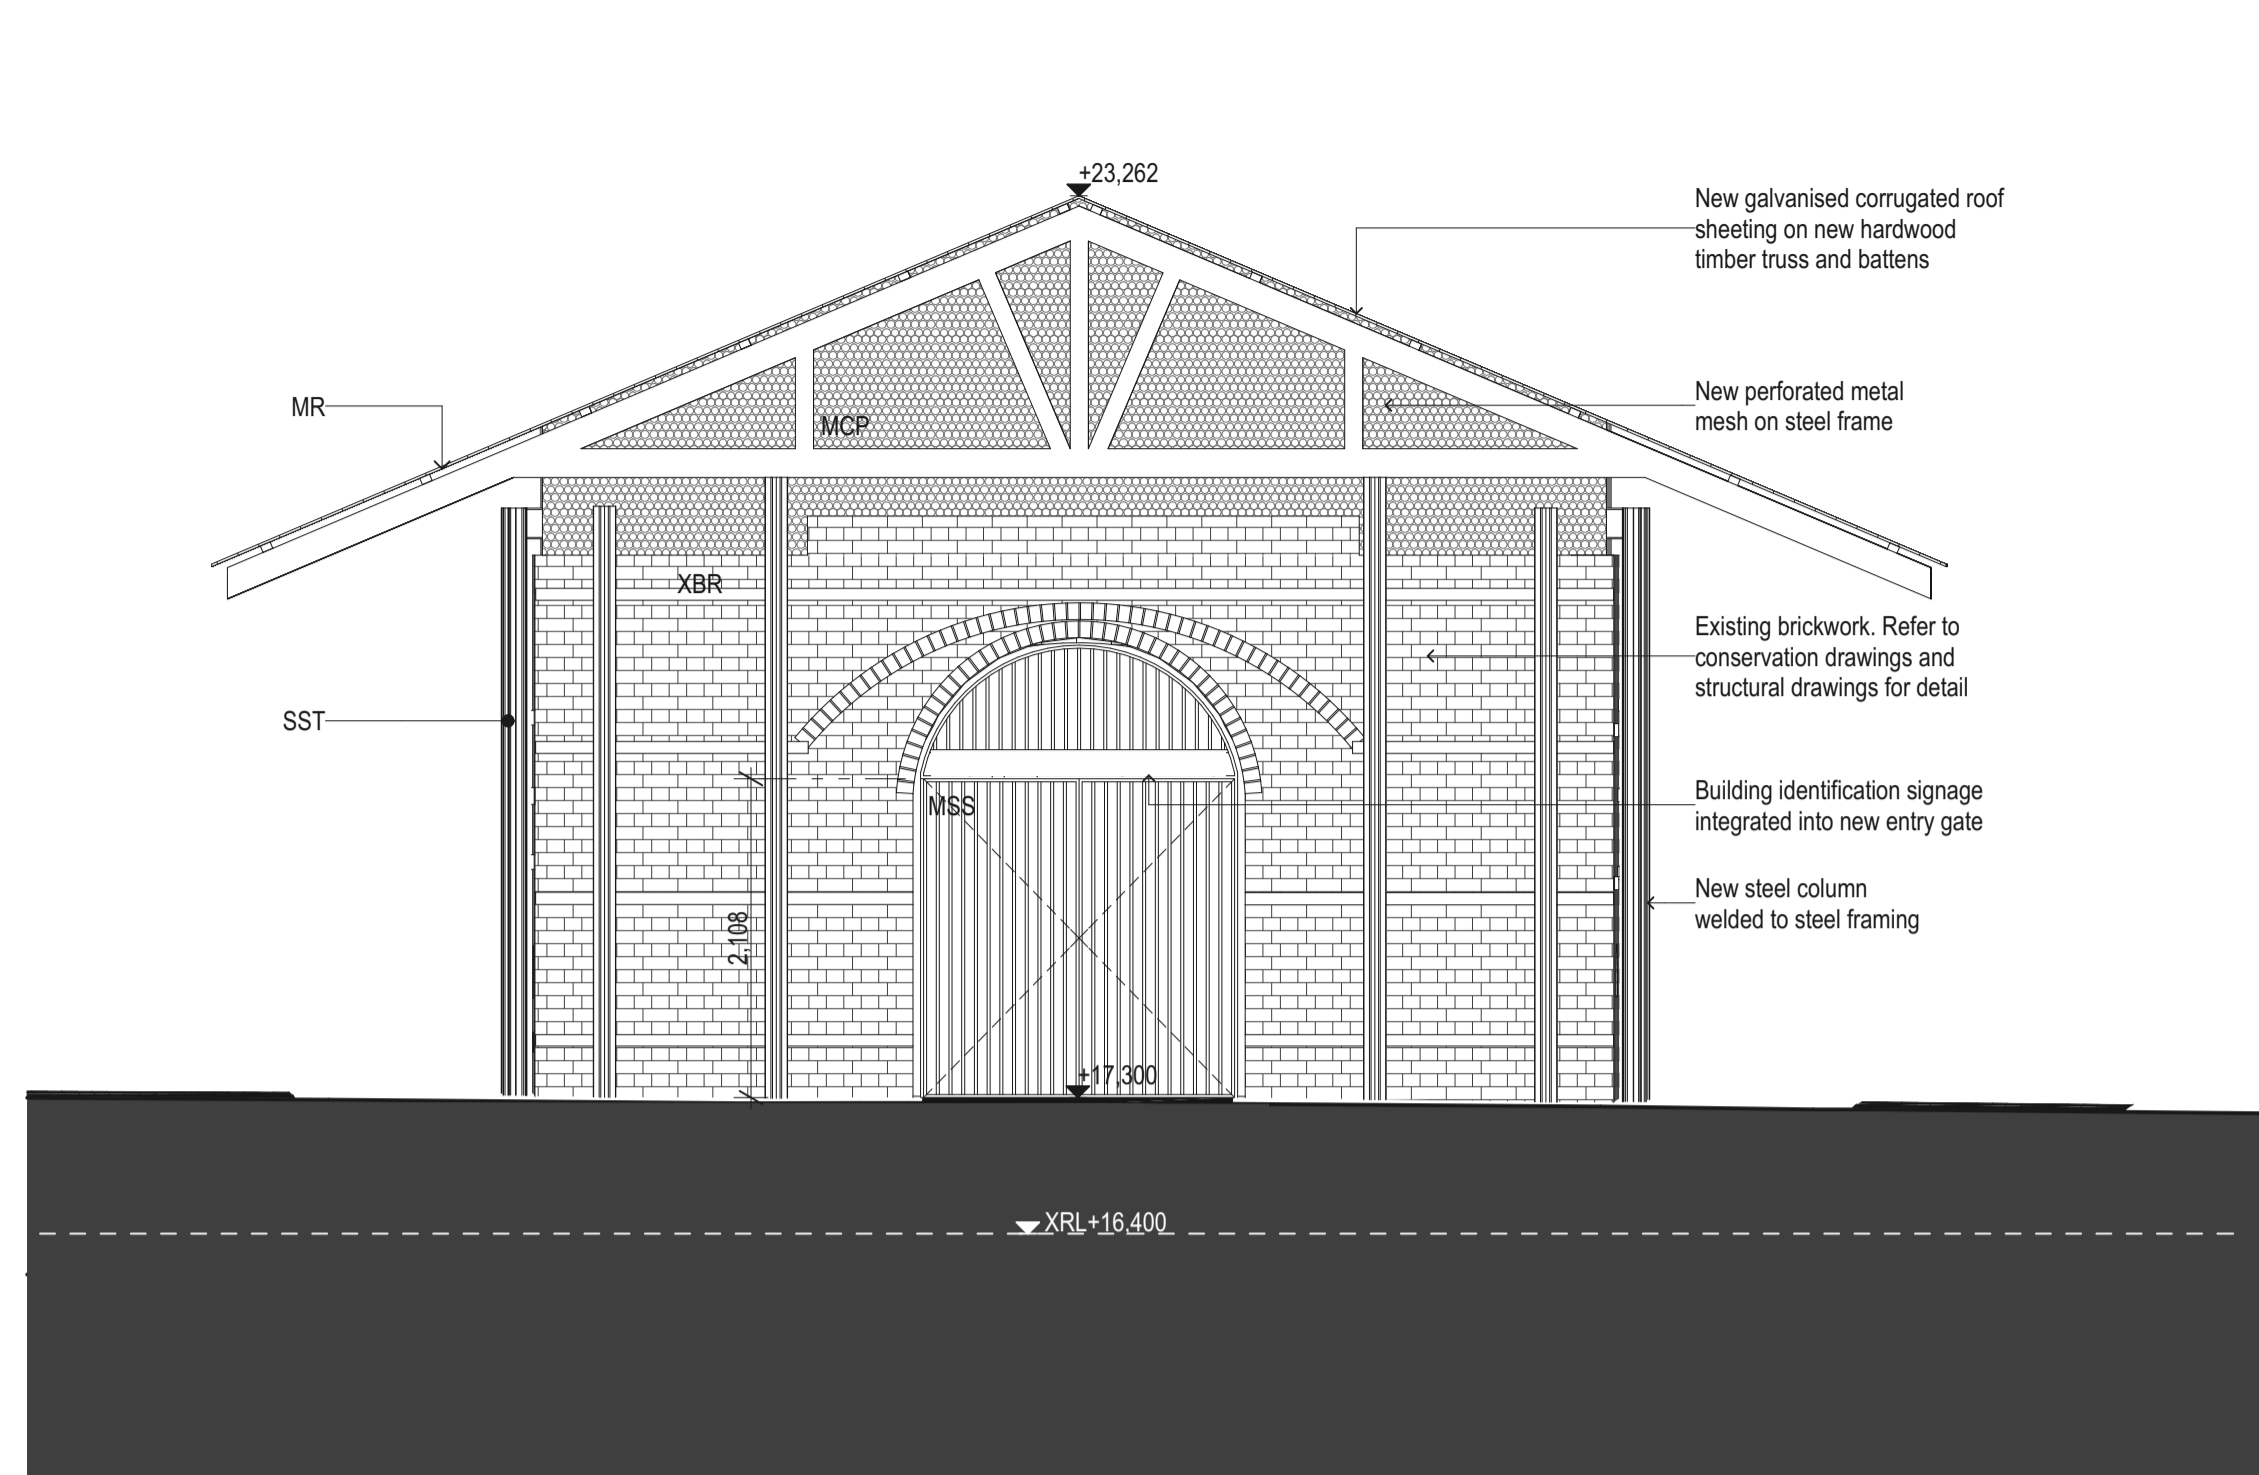 +23,262
New galvanised corrugated roof
sheeting on new hardwood
timber truss and battens
MR
New perforated metal
mesh on steel frame
MCP
XBR
Existing brickwork. Refer to
conservation drawings and
structural drawings for detail
SST
MSS
Building identification signage
integrated into new entry gate
2,108
New steel column
welded to steel framing
+17,300
XRL+16,400